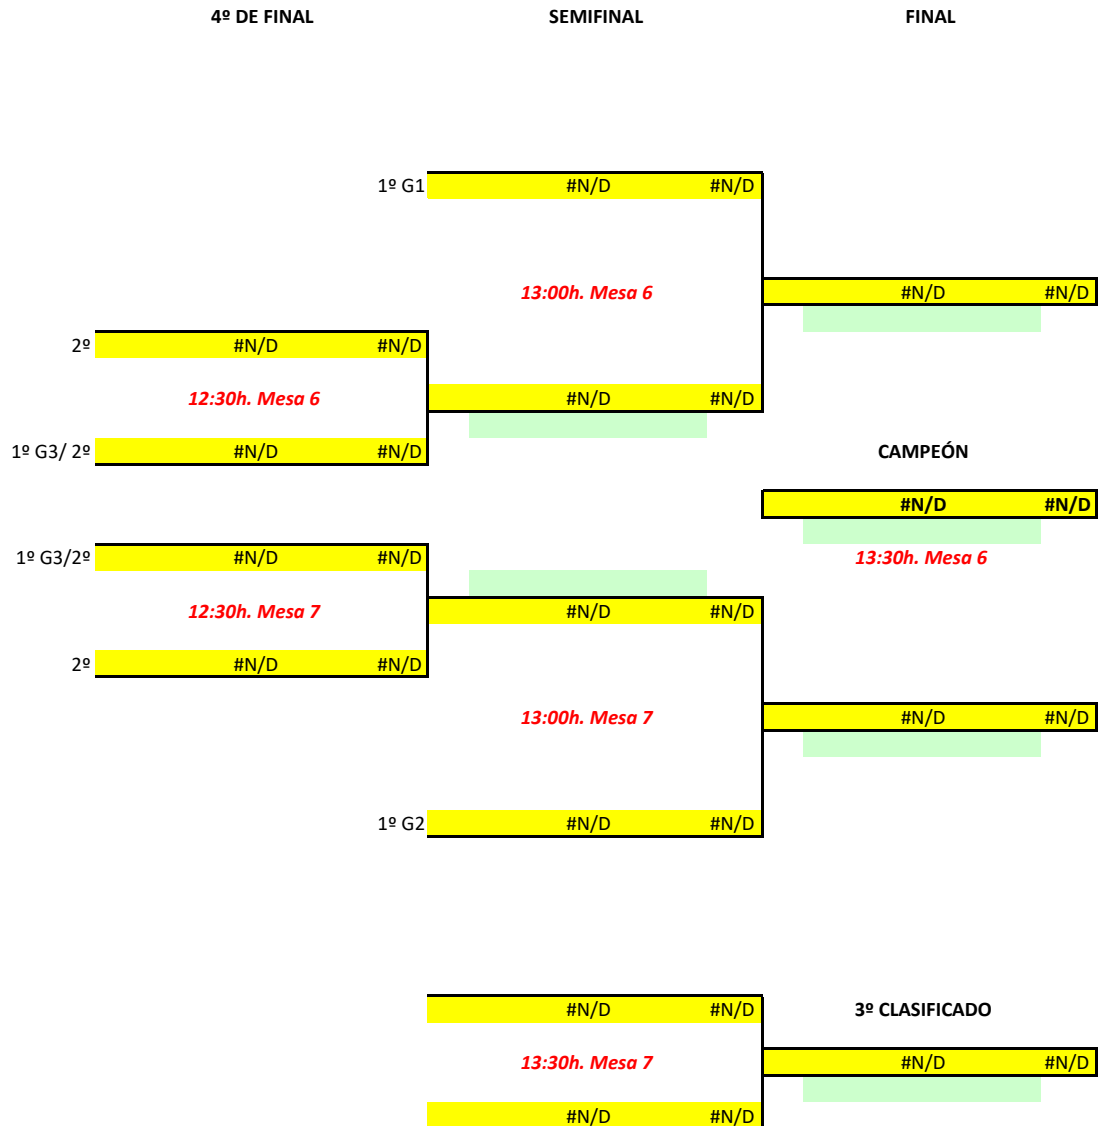 4º DE FINAL SEMIFINAL FINAL
1º G1 #N/D #N/D
13:00h. Mesa 6 #N/D #N/D
2º #N/D #N/D
12:30h. Mesa 6 #N/D #N/D
1º G3/ 2º #N/D #N/D CAMPEÓN
#N/D #N/D
1º G3/2º #N/D #N/D 13:30h. Mesa 6
12:30h. Mesa 7 #N/D #N/D
2º #N/D #N/D
13:00h. Mesa 7 #N/D #N/D
1º G2 #N/D #N/D
#N/D #N/D 3º CLASIFICADO
13:30h. Mesa 7 #N/D #N/D
#N/D #N/D